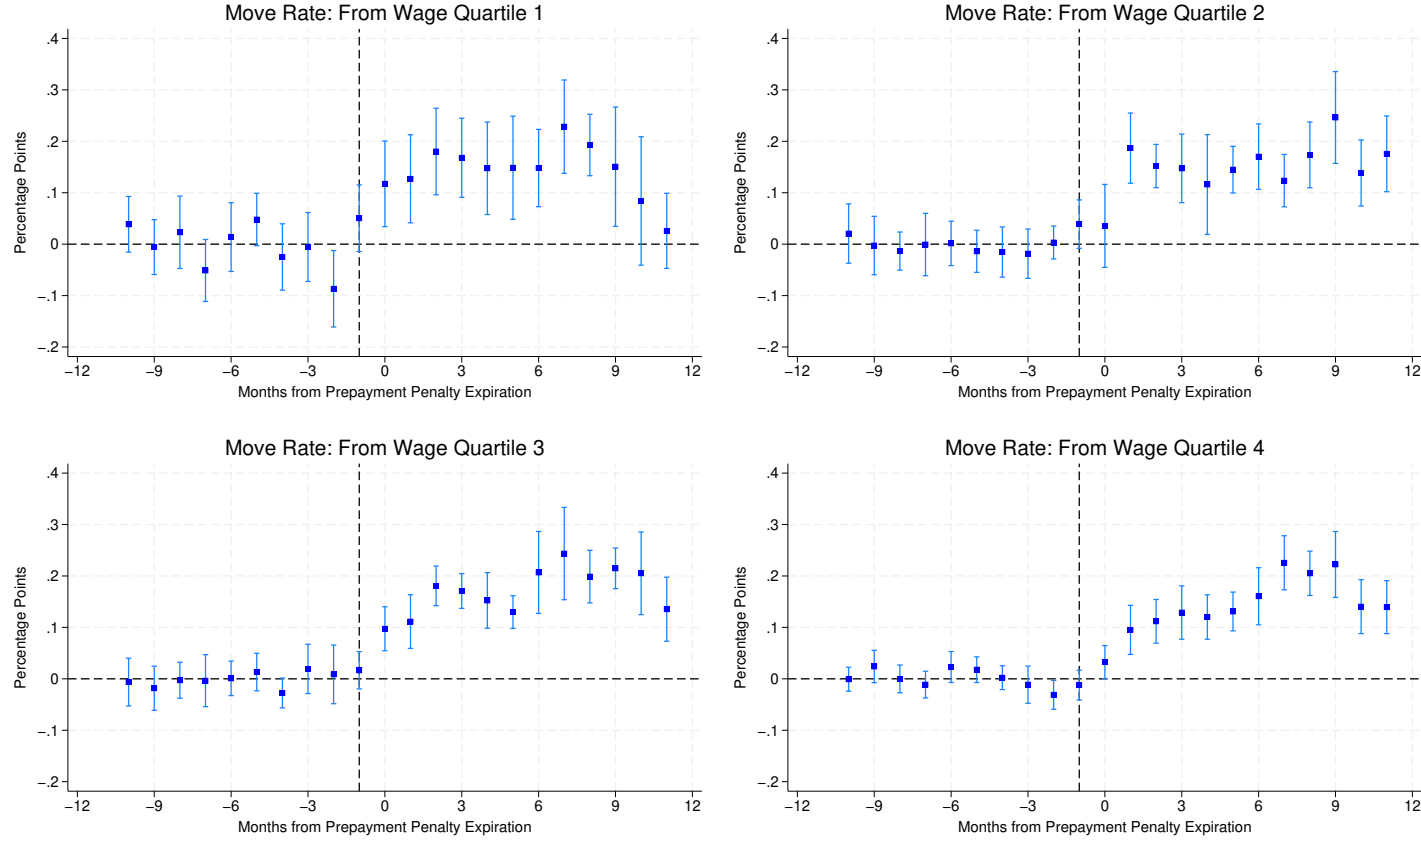 Move Rate: From Wage Quartile 1
.4
.3
.2
.1
0
−.1
−.2
Percentage Points
−12 −9 −6 −3 0 3 6 9 12
Months from Prepayment Penalty Expiration
Move Rate: From Wage Quartile 2
.4
.3
.2
.1
0
−.1
−.2
Percentage Points
−12 −9 −6 −3 0 3 6 9 12
Months from Prepayment Penalty Expiration
Move Rate: From Wage Quartile 3
.4
.3
.2
.1
0
−.1
−.2
Percentage Points
−12 −9 −6 −3 0 3 6 9 12
Months from Prepayment Penalty Expiration
Move Rate: From Wage Quartile 4
.4
.3
.2
.1
0
−.1
−.2
Percentage Points
−12 −9 −6 −3 0 3 6 9 12
Months from Prepayment Penalty Expiration